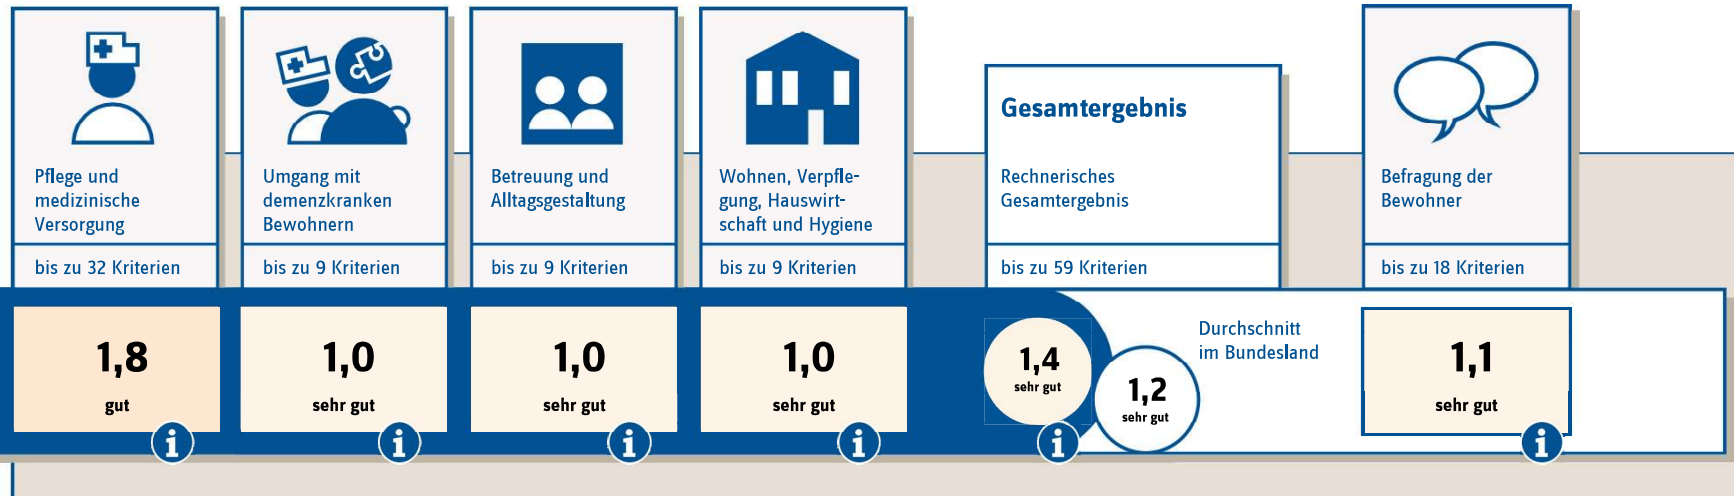 Pflege und
medizinische
Versorgung
bis zu 32 Kriterien
1,8
gut
i
Umgang mit
demenzkranken
Bewohnern
bis zu 9 Kriterien
1,0
sehr gut
i
Betreuung und
Alltagsgestaltung
bis zu 9 Kriterien
1,0
sehr gut
i
Wohnen, Verpfle-
gung, Hauswirt-
schaft und Hygiene
bis zu 9 Kriterien
1,0
sehr gut
i
Gesamtergebnis
Rechnerisches
Gesamtergebnis
bis zu 59 Kriterien
1,4
sehr gut
i
1,2
sehr gut
Durchschnitt
im Bundesland
Befragung der
Bewohner
bis zu 18 Kriterien
1,1
sehr gut
i